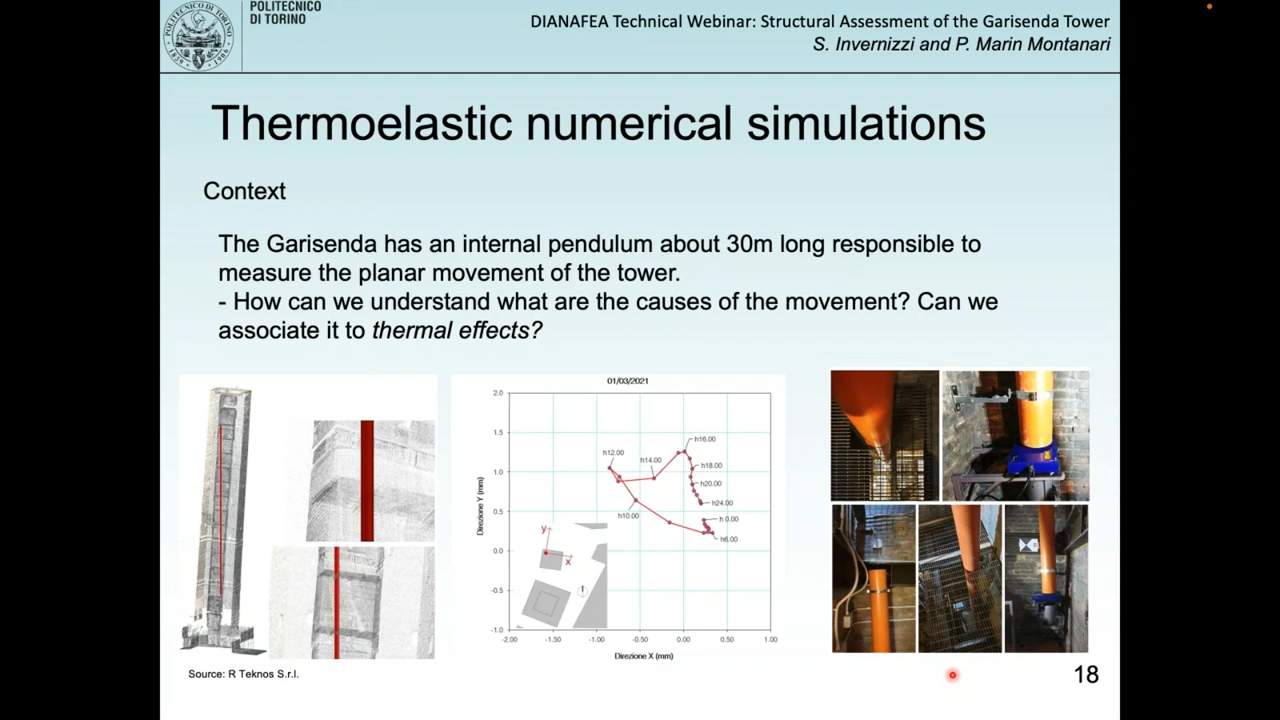 POLITECNICO
DI TORINO
POLITECNICO DI TORINO
1859
DIANAFEA Technical Webinar: Structural Assessment of the Garisenda Tower
S. Invernizzi and P. Marin Montanari
Thermoelastic numerical simulations
Context
The Garisenda has an internal pendulum about 30m long responsible to
measure the planar movement of the tower.
- How can we understand what are the causes of the movement? Can we
associate it to thermal effects?
01/03/2021
2.0
1.5
1.0
0.5
0.0
-0.5
-1.0
Direzione Y (mm)
h16.00
h12.00
h14.00
h18.00
h20.00
h24.00
h10.00
h 0.00
h6.00
y
x
-2.00 -1.50 -1.00 -0.50 0.00 0.50 1.00
Direzione X (mm)
Source: R Teknos S.r.l.
18